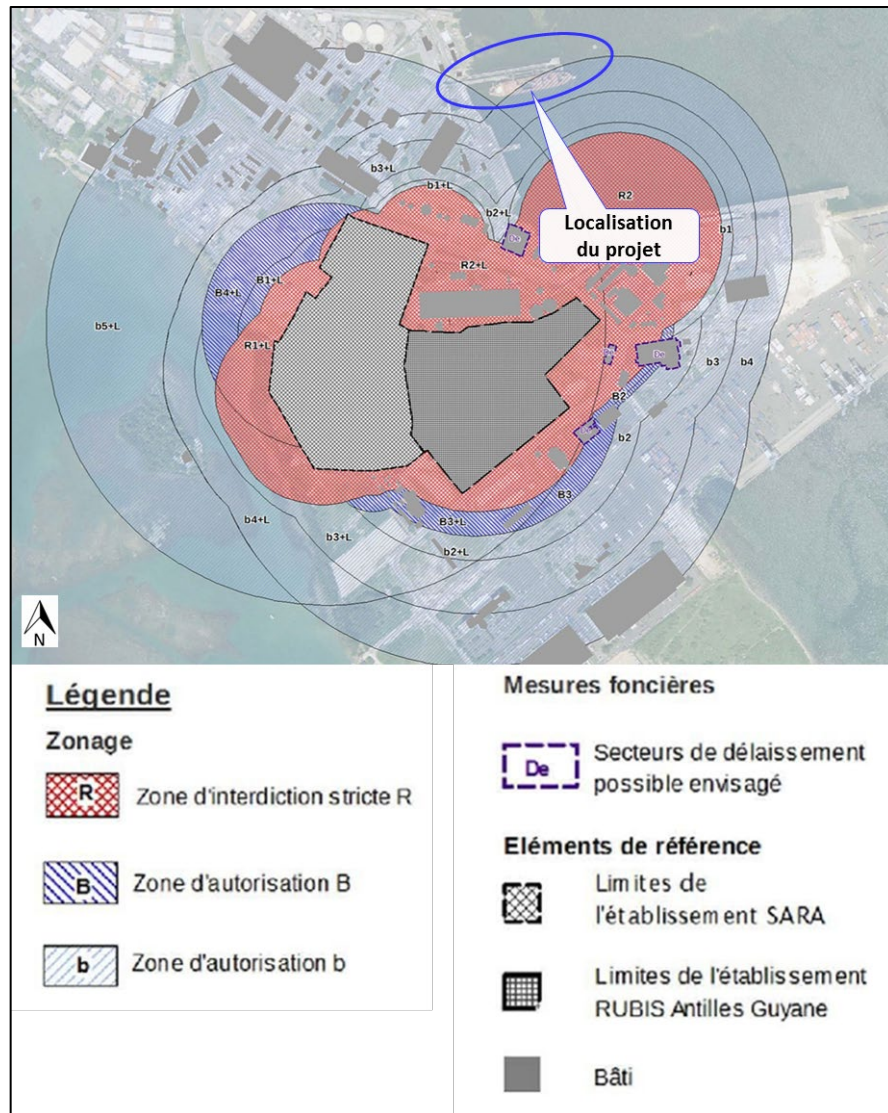 b3+L
b1+L
b2+L
R2
De
b1
Localisation
du projet
R2+L
B1+L
B4+L
b5+L
R1+L
De
b3
b4
B2
b2
B3
B3+L
b4+L
b3+L
b2+L
N
Légende
Zonage
R
Zone d'interdiction stricte R
B
Zone d'autorisation B
b
Zone d'autorisation b
Mesures foncières
De
Secteurs de délaissement
possible envisagé
Eléments de référence
Limites de
l'établissement SARA
Limites de l'établissement
RUBIS Antilles Guyane
Bâti